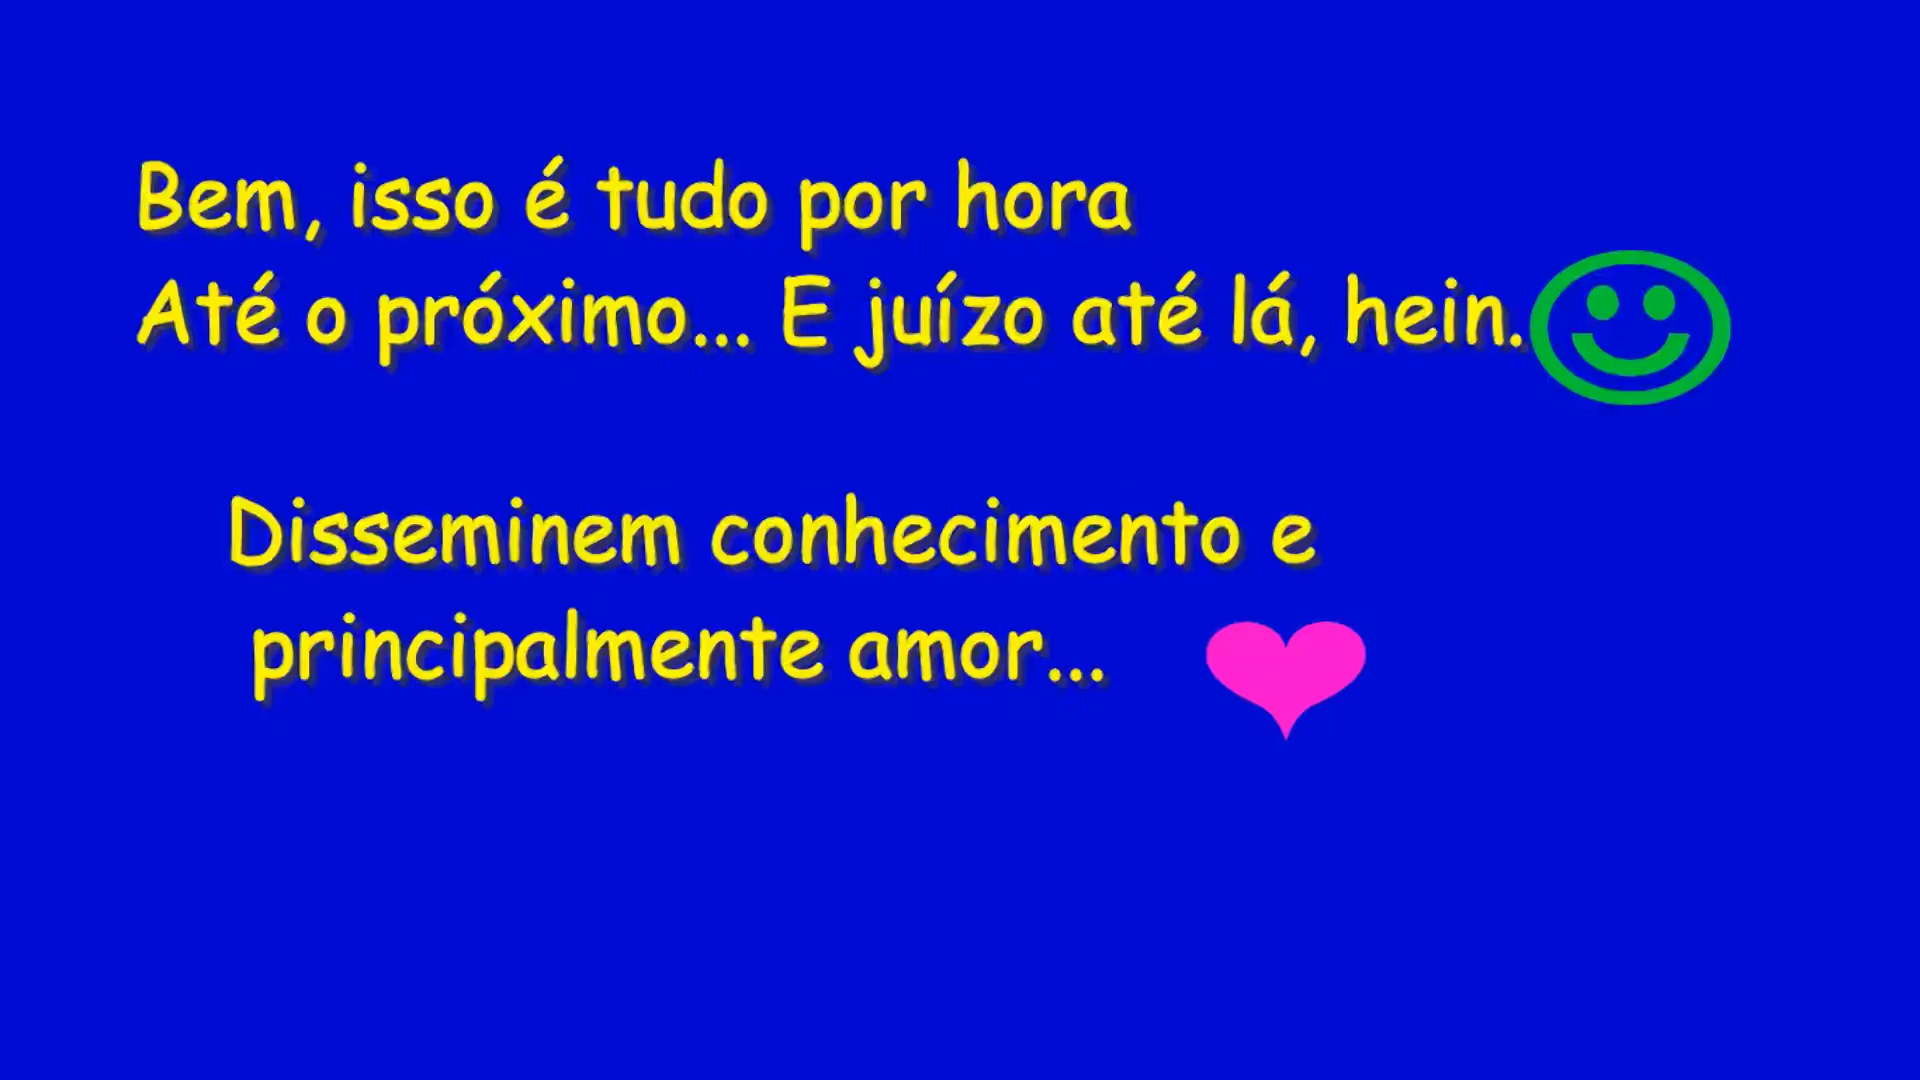 Bem, isso é tudo por hora
Até o próximo... E juízo até lá, hein.
Disseminem conhecimento e
principalmente amor...